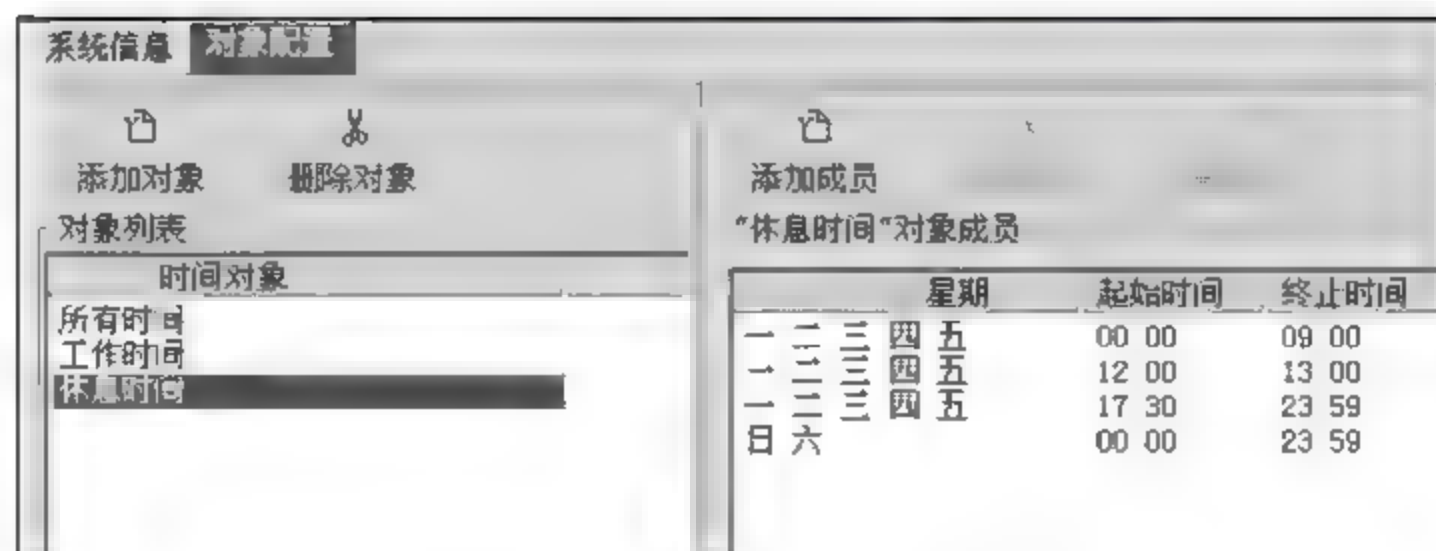 系统信息 对象配置
添加对象 删除对象
对象列表
时间对象
所有时间
工作时间
休息时间
添加成员
“休息时间“对象成员
星期 起始时间 终止时间
一 二 三 四 五 00 00 09 00
一 二 三 四 五 12 00 13 00
一 二 三 四 五 17 30 23 59
日 六 00 00 23 59